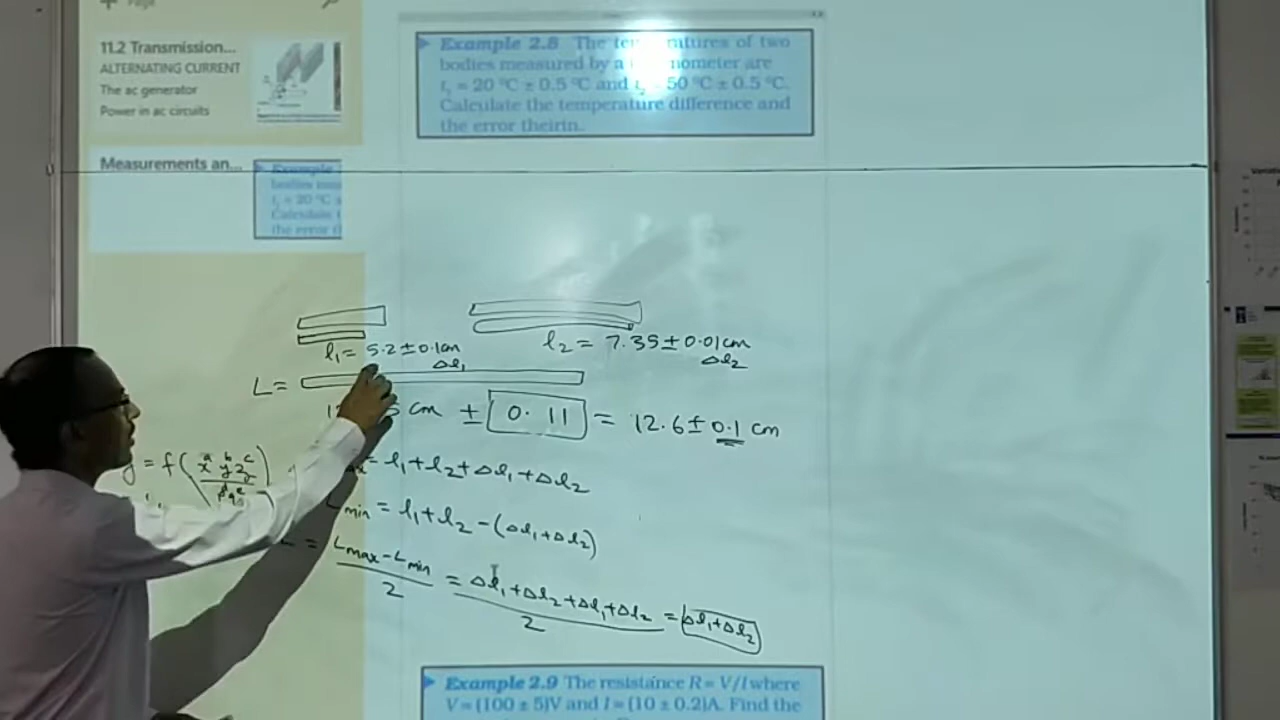 Page
11.2 Transmission...
ALTERNATING CURRENT
The ac generator
Power in ac circuits
Measurements an...
Example
Example 2.8 The temperatures of two
bodies measured by a thermometer are
t₁ = 20 °C ± 0.5 °C and t₂ = 50 °C ± 0.5 °C.
Calculate the temperature difference and
the error theirin.
l₁ = 5.2 ± 0.1cm
Δl₁
l₂ = 7.35 ± 0.01cm
Δl₂
L =
cm ± 0.11 = 12.6 ± 0.1 cm
y = f(xᵃ yᵇ zᶜ
= l₁ + l₂ + Δl₁ + Δl₂
Lmin = l₁ + l₂ - (Δl₁ + Δl₂)
= Lmax - Lmin / 2 = Δl₁ + Δl₂ + Δl₁ + Δl₂ / 2 = Δl₁ + Δl₂
Example 2.9 The resistance R = V/I where
V = (100 ± 5)V and I = (10 ± 0.2)A. Find the